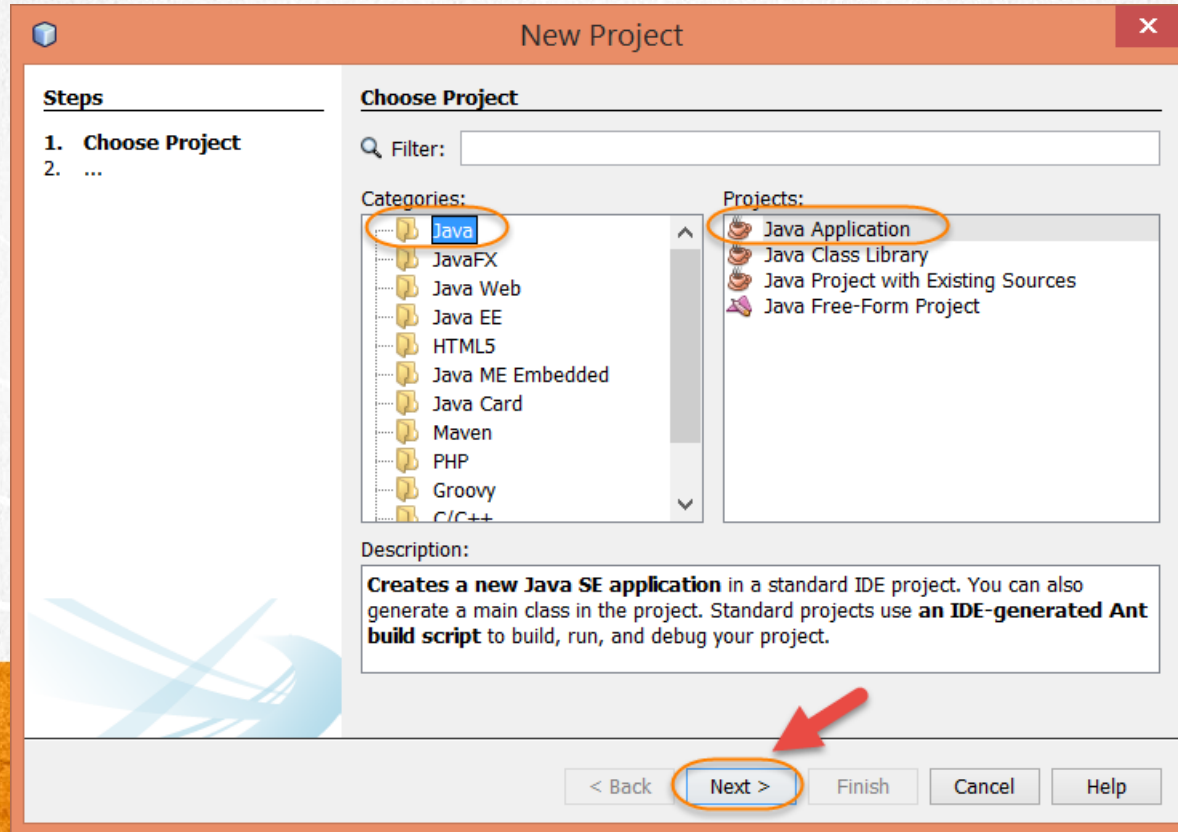 New Project
Steps
1. Choose Project
2. ...
Choose Project
Filter:
Categories:
Java
JavaFX
Java Web
Java EE
HTML5
Java ME Embedded
Java Card
Maven
PHP
Groovy
C/C++
Projects:
Java Application
Java Class Library
Java Project with Existing Sources
Java Free-Form Project
Description:
Creates a new Java SE application in a standard IDE project. You can also
generate a main class in the project. Standard projects use an IDE-generated Ant
build script to build, run, and debug your project.
< Back
Next >
Finish
Cancel
Help